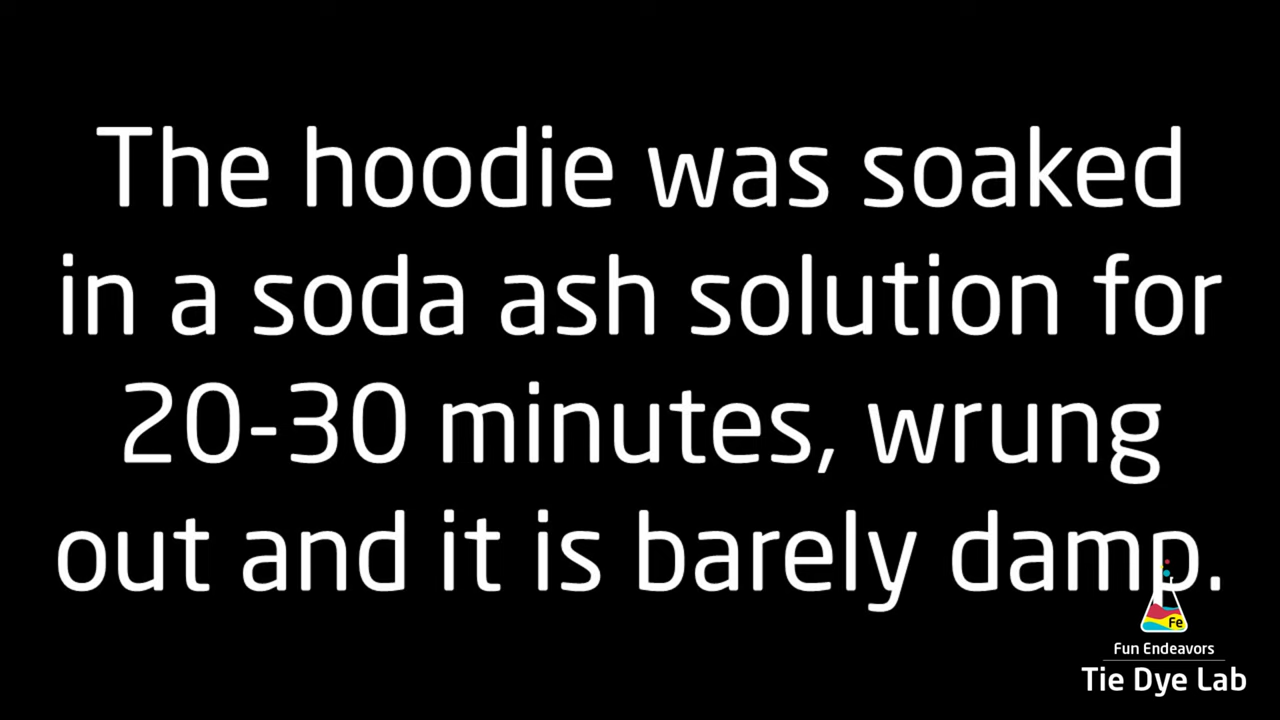 The hoodie was soaked
in a soda ash solution for
20-30 minutes, wrung
out and it is barely damp.
Fe
Fun Endeavors
Tie Dye Lab